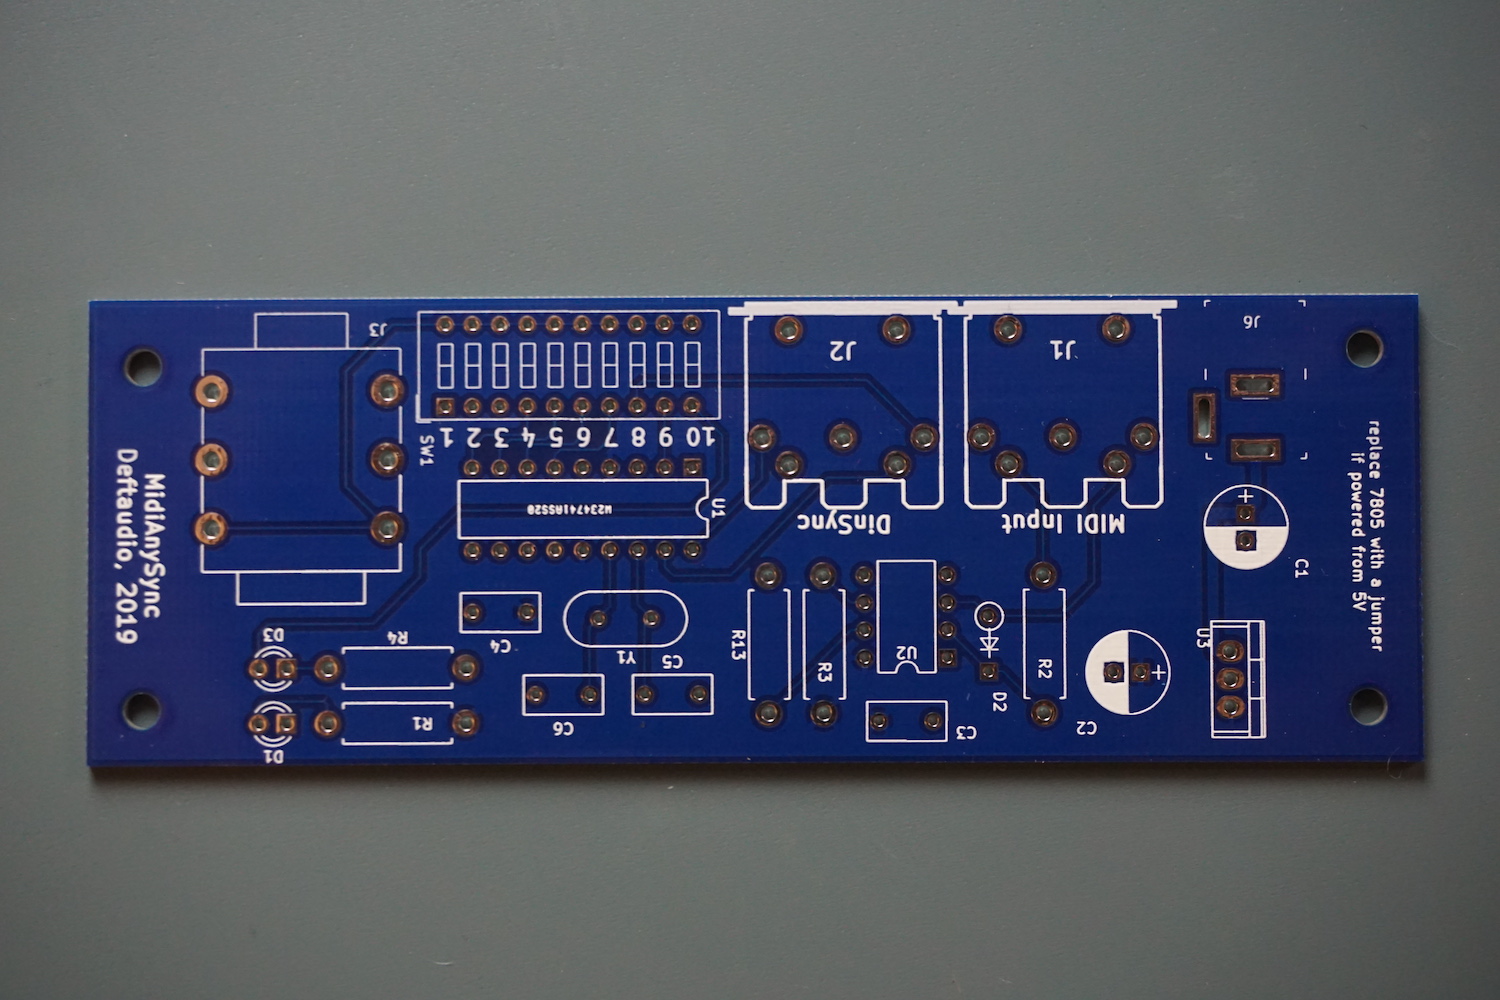 J3
SW1
1 2 3 4 5 6 7 8 9 10
J2
DinSync
J1
MIDI Input
J6
replace 7805 with a jumper
if powered from 5V
MidiAnySync
Deftaudio, 2019
U1
W23474IASS20
C1
C4
Y1
C5
C6
D3
R4
D1
R1
R13
R3
U2
C3
D2
R2
C2
U3